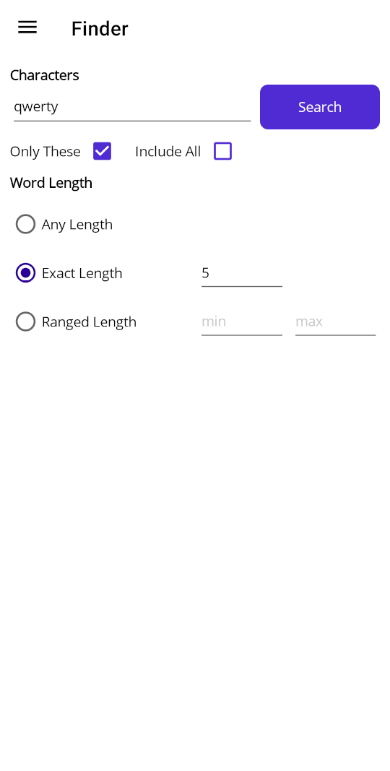 Finder
Characters
qwerty
Search
Only These
Include All
Word Length
Any Length
Exact Length
5
Ranged Length
min
max